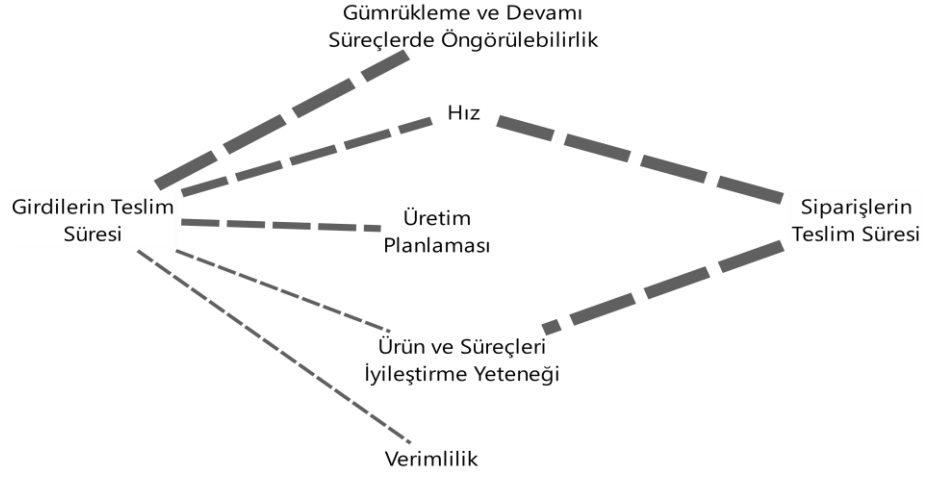 Gümrükleme ve Devamı
Süreçlerde Öngörülebilirlik
Hız
Girdilerin Teslim
Süresi
Üretim
Planlaması
Siparişlerin
Teslim Süresi
Ürün ve Süreçleri
İyileştirme Yeteneği
Verimlilik